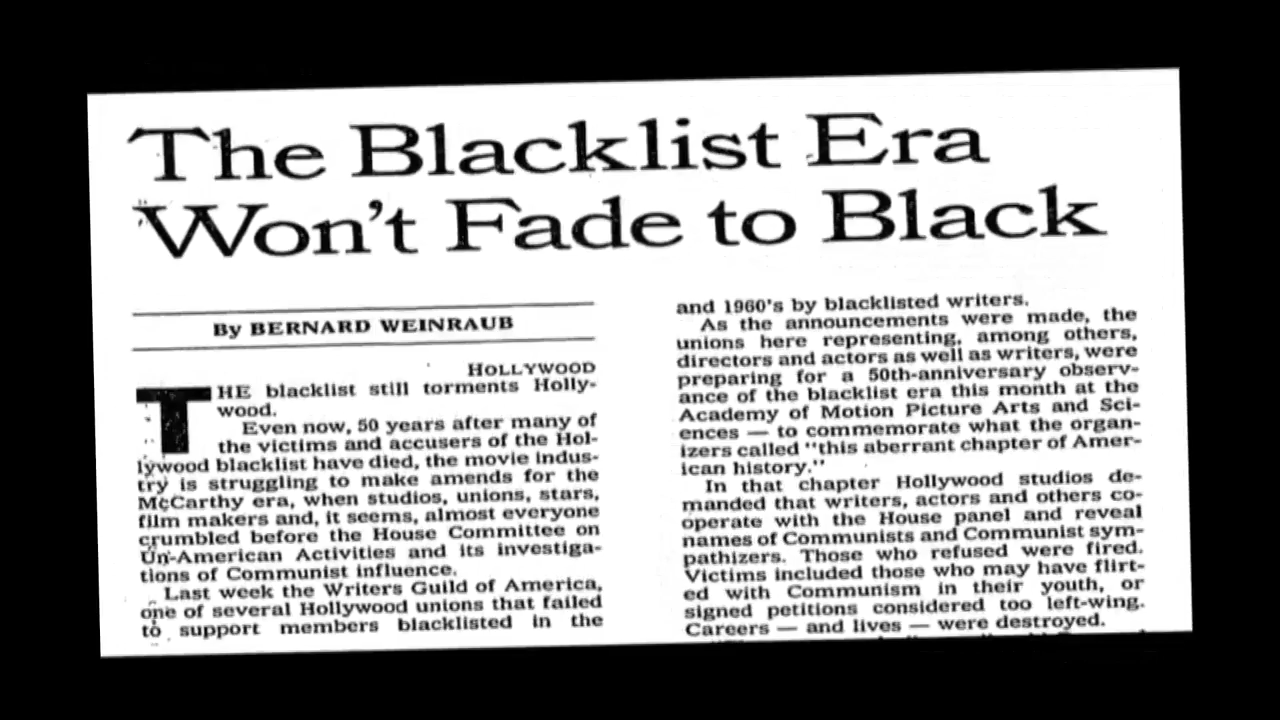 The Blacklist Era
Won't Fade to Black
By BERNARD WEINRAUB
HOLLYWOOD
THE blacklist still torments Holly-
wood.
Even now, 50 years after many of
the victims and accusers of the Hol-
lywood blacklist have died, the movie indus-
try is struggling to make amends for the
McCarthy era, when studios, unions, stars,
film makers and, it seems, almost everyone
crumbled before the House Committee on
Un-American Activities and its investiga-
tions of Communist influence.
Last week the Writers Guild of America,
one of several Hollywood unions that failed
to support members blacklisted in the
and 1960's by blacklisted writers.
As the announcements were made, the
unions here representing, among others,
directors and actors as well as writers, were
preparing for a 50th-anniversary observ-
ance of the blacklist era this month at the
Academy of Motion Picture Arts and Sci-
ences — to commemorate what the organ-
izers called "this aberrant chapter of Amer-
ican history."
In that chapter Hollywood studios de-
manded that writers, actors and others co-
operate with the House panel and reveal
names of Communists and Communist sym-
pathizers. Those who refused were fired.
Victims included those who may have flirt-
ed with Communism in their youth, or
signed petitions considered too left-wing.
Careers — and lives — were destroyed.